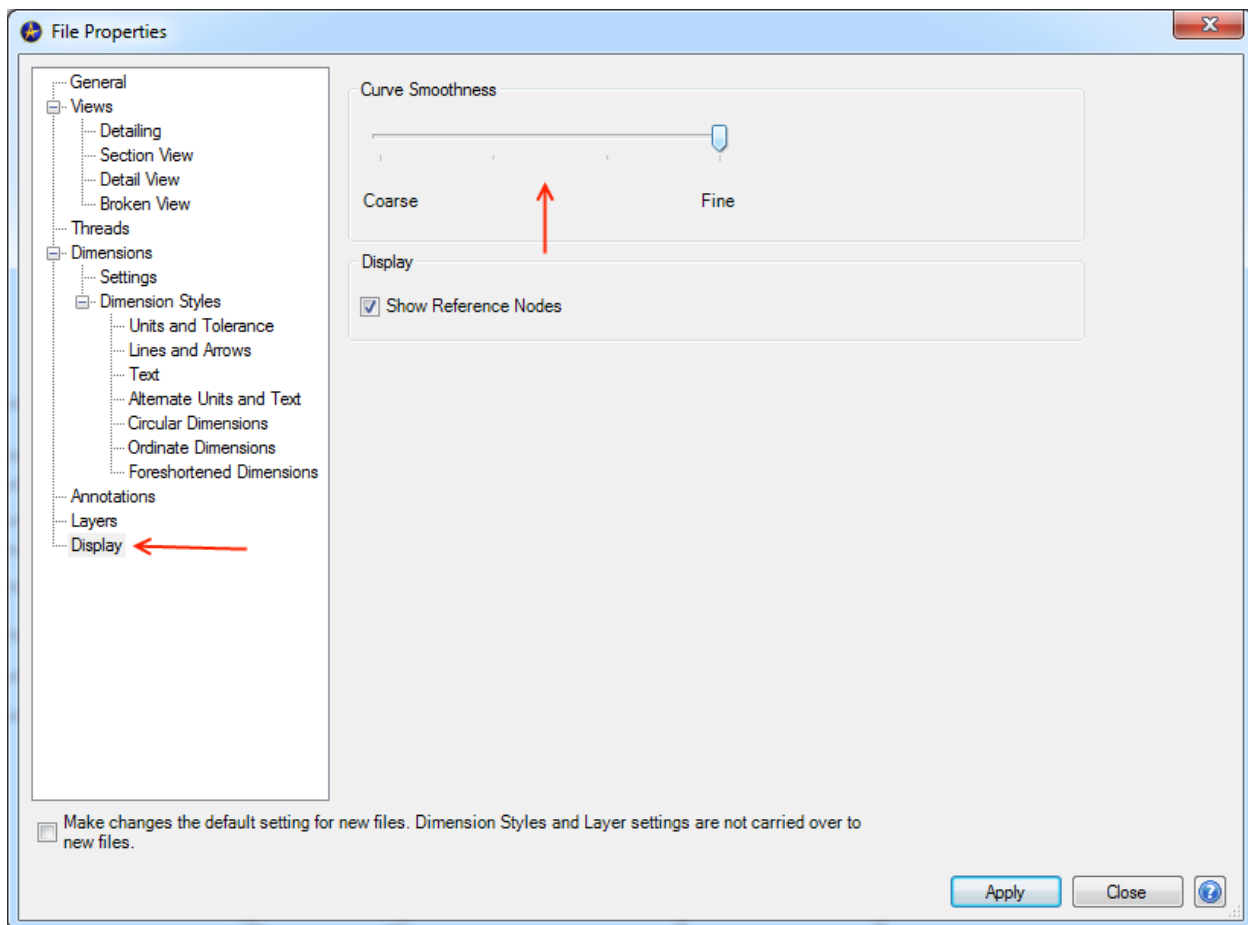 File Properties
General
Views
Detailing
Section View
Detail View
Broken View
Threads
Dimensions
Settings
Dimension Styles
Units and Tolerance
Lines and Arrows
Text
Alternate Units and Text
Circular Dimensions
Ordinate Dimensions
Foreshortened Dimensions
Annotations
Layers
Display
Curve Smoothness
Coarse Fine
Display
Show Reference Nodes
Make changes the default setting for new files. Dimension Styles and Layer settings are not carried over to
new files.
Apply Close